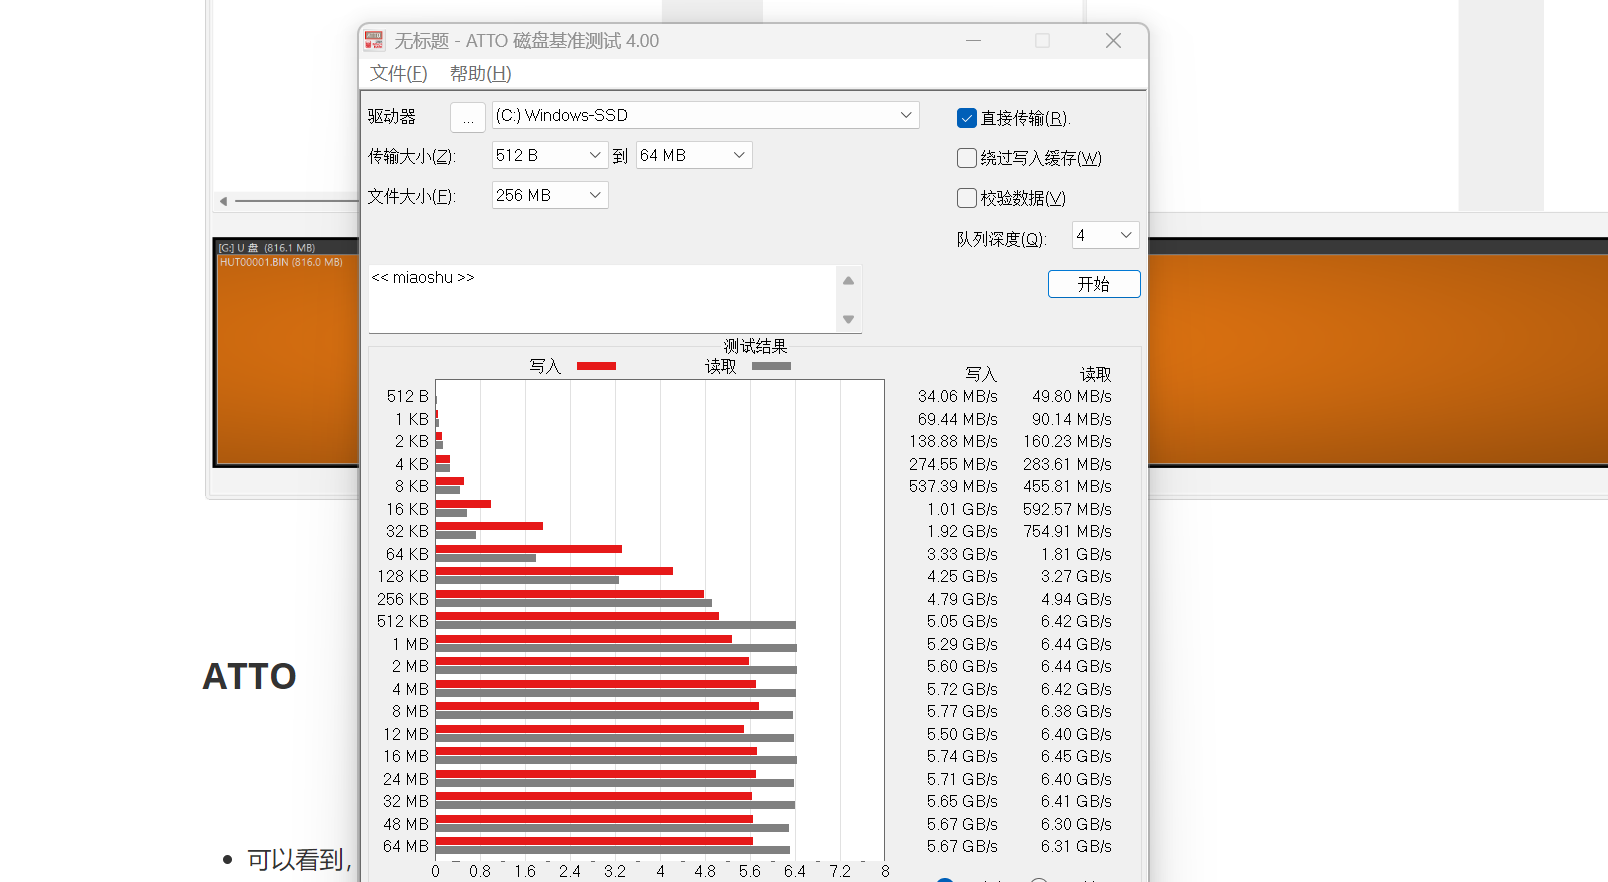 无标题 - ATTO 磁盘基准测试 4.00
文件(F) 帮助(H)
驱动器 ... (C:) Windows-SSD
直接传输(R).
传输大小(Z): 512 B 到 64 MB
绕过写入缓存(W)
文件大小(F): 256 MB
校验数据(V)
队列深度(Q): 4
[G:] U 盘 (816.1 MB)
HUT00001.BIN (816.0 MB)
<< miaoshu >>
开始
测试结果
写入 读取
写入 读取
512 B 34.06 MB/s 49.80 MB/s
1 KB 69.44 MB/s 90.14 MB/s
2 KB 138.88 MB/s 160.23 MB/s
4 KB 274.55 MB/s 283.61 MB/s
8 KB 537.39 MB/s 455.81 MB/s
16 KB 1.01 GB/s 592.57 MB/s
32 KB 1.92 GB/s 754.91 MB/s
64 KB 3.33 GB/s 1.81 GB/s
128 KB 4.25 GB/s 3.27 GB/s
256 KB 4.79 GB/s 4.94 GB/s
512 KB 5.05 GB/s 6.42 GB/s
1 MB 5.29 GB/s 6.44 GB/s
2 MB 5.60 GB/s 6.44 GB/s
4 MB 5.72 GB/s 6.42 GB/s
8 MB 5.77 GB/s 6.38 GB/s
12 MB 5.50 GB/s 6.40 GB/s
16 MB 5.74 GB/s 6.45 GB/s
24 MB 5.71 GB/s 6.40 GB/s
32 MB 5.65 GB/s 6.41 GB/s
48 MB 5.67 GB/s 6.30 GB/s
64 MB 5.67 GB/s 6.31 GB/s
0 0.8 1.6 2.4 3.2 4 4.8 5.6 6.4 7.2 8
ATTO
可以看到,